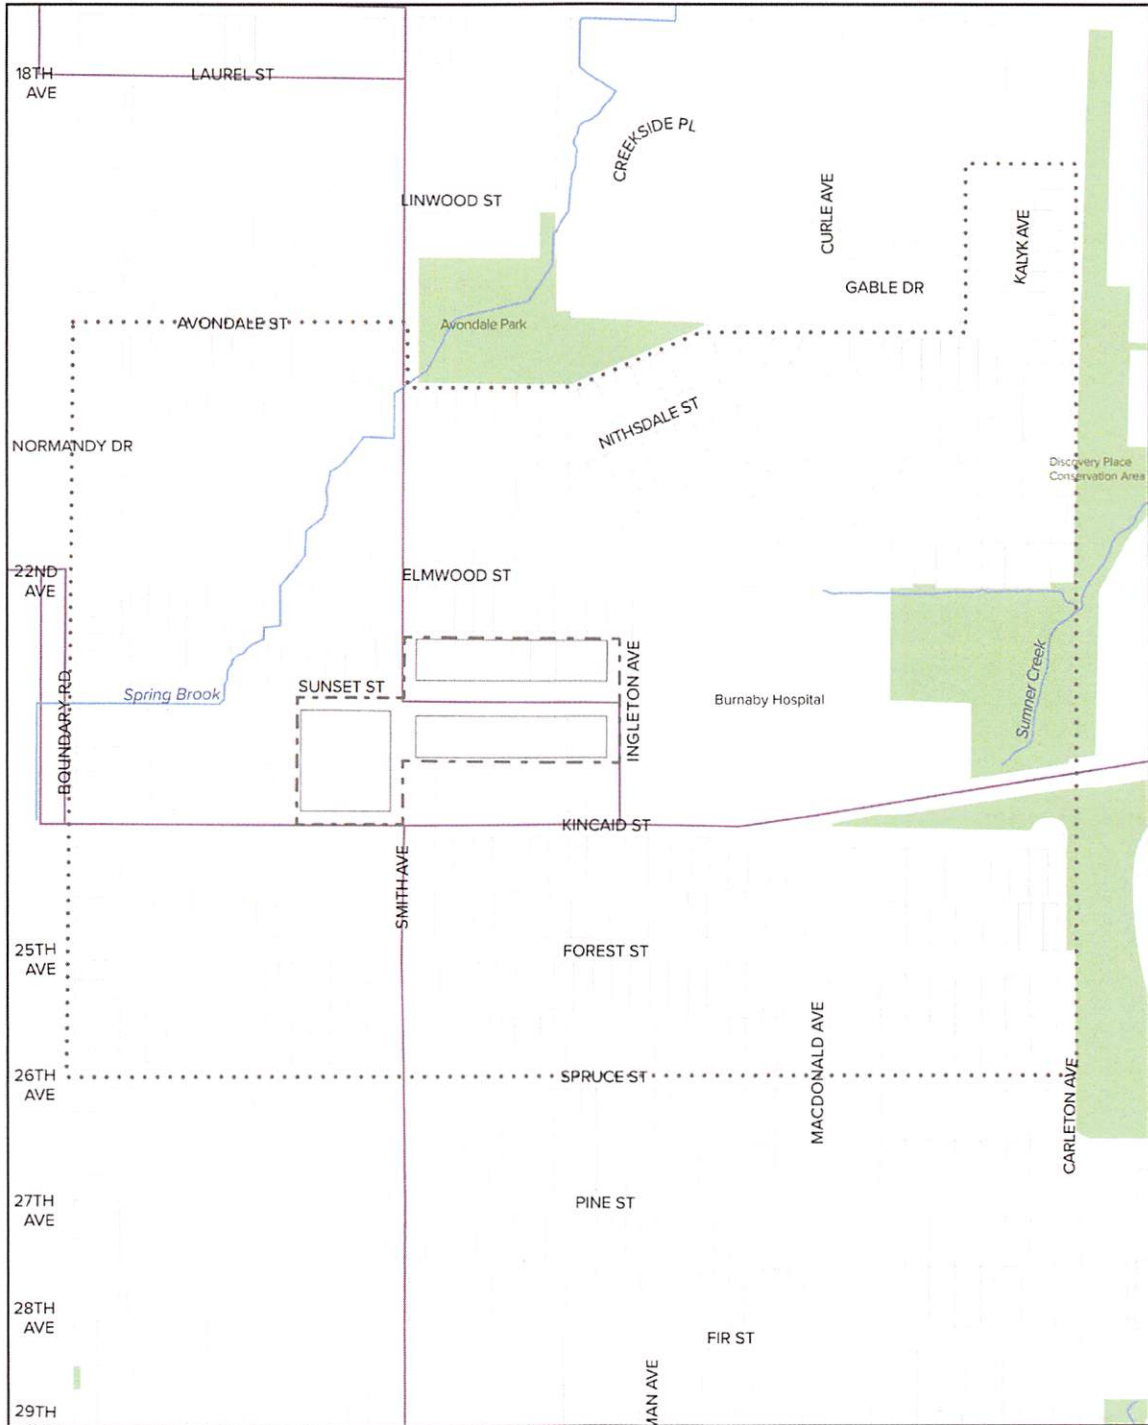 18TH
AVE
LAUREL ST
CREEKSIDE PL
LINWOOD ST
CURLE AVE
KALYK AVE
GABLE DR
AVONDALE ST
Avondale Park
NITHSDALE ST
NORMANDY DR
Discovery Place
Conservation Area
22ND
AVE
ELMWOOD ST
SUNSET ST
Spring Brook
BOUNDARY RD
INGLETON AVE
Burnaby Hospital
Sumner Creek
KINCAID ST
SMITH AVE
25TH
AVE
FOREST ST
MACDONALD AVE
26TH
AVE
SPRUCE ST
CARLETON AVE
27TH
AVE
PINE ST
28TH
AVE
FIR ST
MAN AVE
29TH